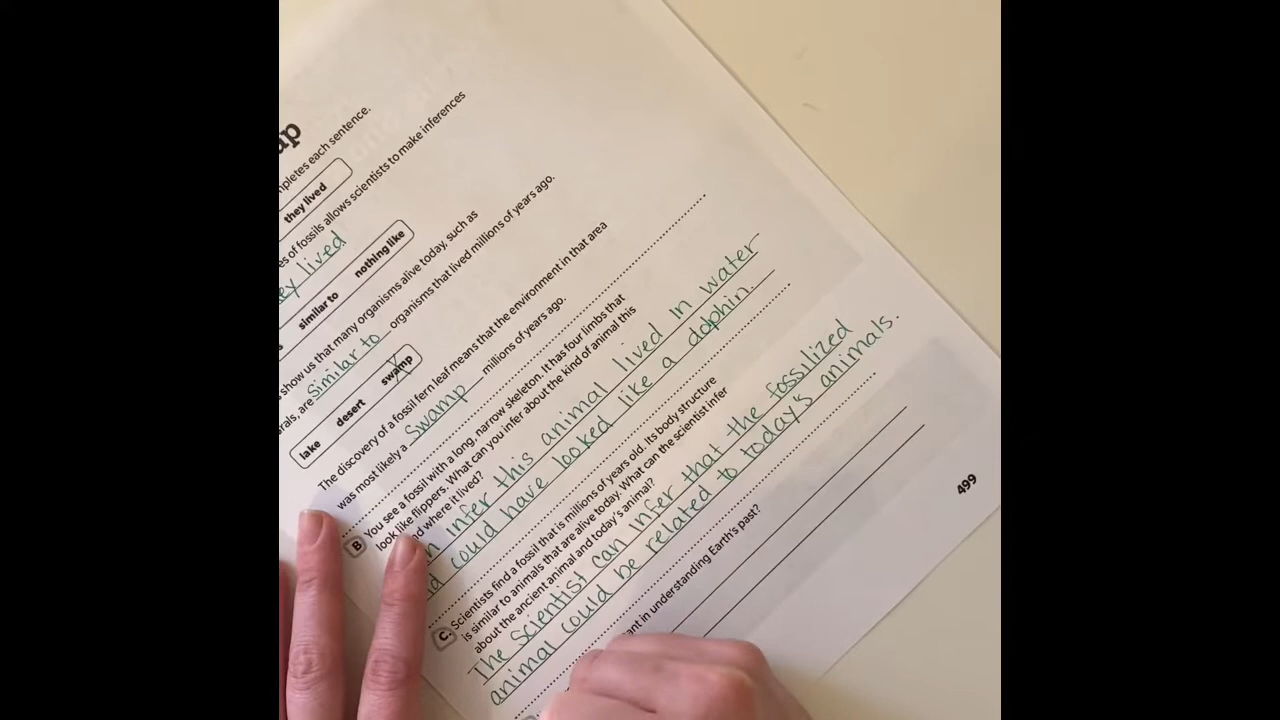 ap
mpletes each sentence.
they lived
es of fossils allows scientists to make inferences
ey lived
similar to nothing like
show us that many organisms alive today, such as
rals, are similar to organisms that lived millions of years ago.
lake desert swamp
The discovery of a fossil fern leaf means that the environment in that area
was most likely a swamp millions of years ago.
B You see a fossil with a long, narrow skeleton. It has four limbs that
look like flippers. What can you infer about the kind of animal this
nd where it lived?
n infer this animal lived in water
nd could have looked like a dolphin.
C. Scientists find a fossil that is millions of years old. Its body structure
is similar to animals that are alive today. What can the scientist infer
about the ancient animal and today's animal?
The Scientist can infer that the fossilized
animal could be related to today's animals.
ant in understanding Earth's past?
499